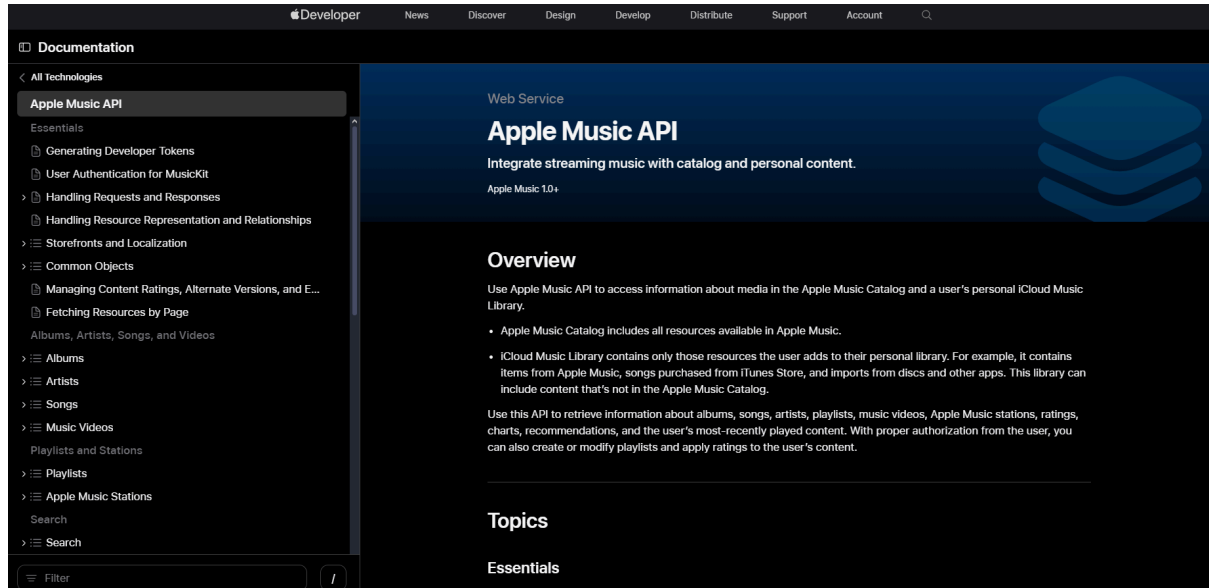 Developer News Discover Design Develop Distribute Support Account
Documentation
All Technologies
Apple Music API
Essentials
Generating Developer Tokens
User Authentication for MusicKit
Handling Requests and Responses
Handling Resource Representation and Relationships
Storefronts and Localization
Common Objects
Managing Content Ratings, Alternate Versions, and E...
Fetching Resources by Page
Albums, Artists, Songs, and Videos
Albums
Artists
Songs
Music Videos
Playlists and Stations
Playlists
Apple Music Stations
Search
Search
Filter /
Web Service
Apple Music API
Integrate streaming music with catalog and personal content.
Apple Music 1.0+
Overview
Use Apple Music API to access information about media in the Apple Music Catalog and a user’s personal iCloud Music
Library.
• Apple Music Catalog includes all resources available in Apple Music.
• iCloud Music Library contains only those resources the user adds to their personal library. For example, it contains
items from Apple Music, songs purchased from iTunes Store, and imports from discs and other apps. This library can
include content that’s not in the Apple Music Catalog.
Use this API to retrieve information about albums, songs, artists, playlists, music videos, Apple Music stations, ratings,
charts, recommendations, and the user’s most-recently played content. With proper authorization from the user, you
can also create or modify playlists and apply ratings to the user’s content.
Topics
Essentials